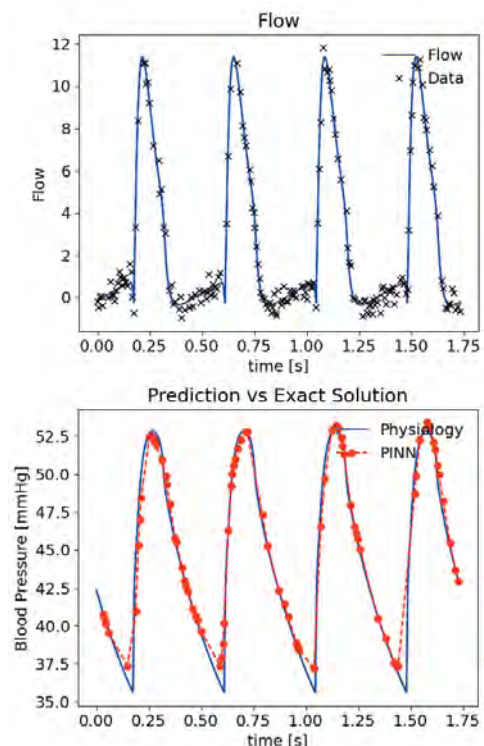 Flow
12
10
8
6
4
2
0
Flow
Flow
Data
0.00 0.25 0.50 0.75 1.00 1.25 1.50 1.75
time [s]
Prediction vs Exact Solution
52.5
50.0
47.5
45.0
42.5
40.0
37.5
35.0
Blood Pressure [mmHg]
Physiology
PINN
0.00 0.25 0.50 0.75 1.00 1.25 1.50 1.75
time [s]